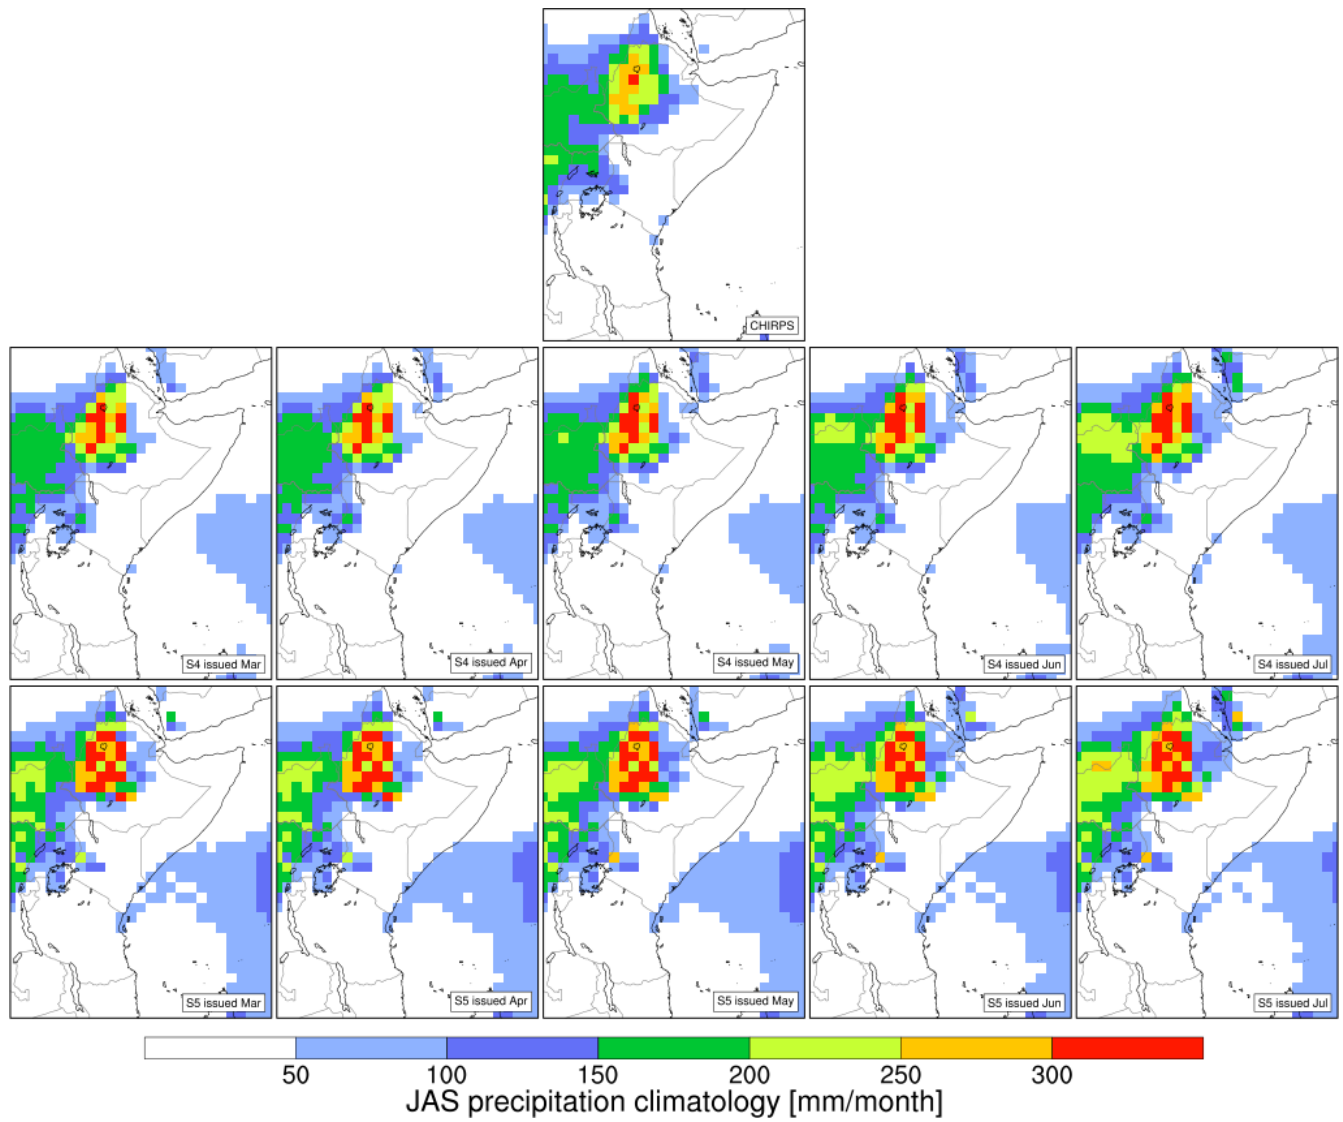 CHIRPS
S4 issued Mar
S4 issued Apr
S4 issued May
S4 issued Jun
S4 issued Jul
S5 issued Mar
S5 issued Apr
S5 issued May
S5 issued Jun
S5 issued Jul
50 100 150 200 250 300
JAS precipitation climatology [mm/month]